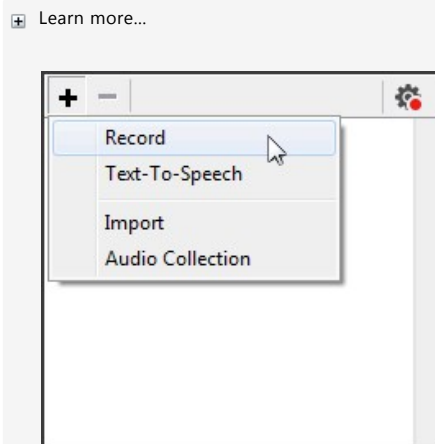 Learn more...
Record
Text-To-Speech
Import
Audio Collection